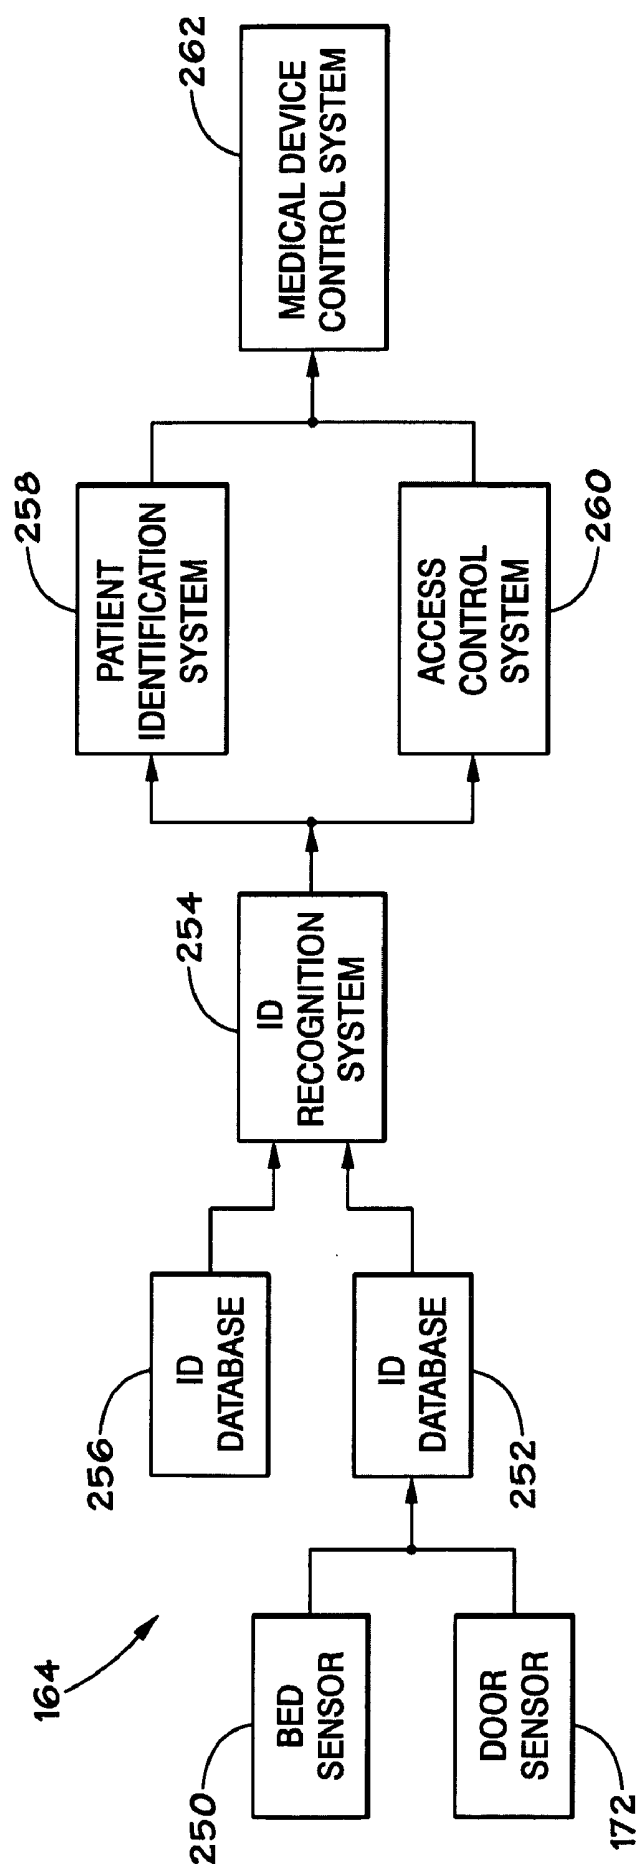 164
250
BED
SENSOR
DOOR
SENSOR
172
256
ID
DATABASE
ID
DATABASE
252
254
ID
RECOGNITION
SYSTEM
258
PATIENT
IDENTIFICATION
SYSTEM
ACCESS
CONTROL
SYSTEM
260
262
MEDICAL DEVICE
CONTROL SYSTEM